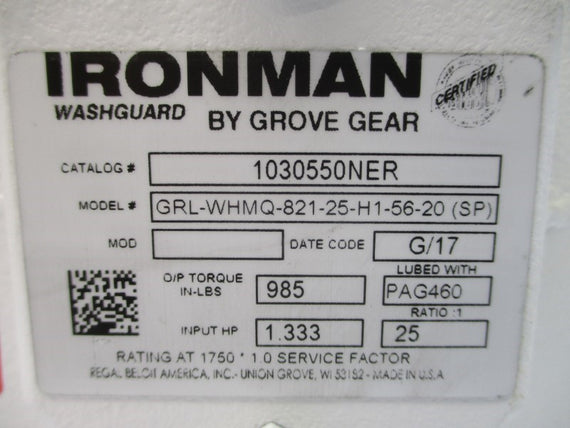 IRONMAN
CERTIFIED
WASHGUARD BY GROVE GEAR
CATALOG # 1030550NER
MODEL # GRL-WHMQ-821-25-H1-56-20 (SP)
MOD DATE CODE G/17
O/P TORQUE IN-LBS 985
LUBED WITH PAG460
INPUT HP 1.333
RATIO :1 25
RATING AT 1750 * 1.0 SERVICE FACTOR
REGAL BELOIT AMERICA, INC.- UNION GROVE, WI 53182 - MADE IN U.S.A.